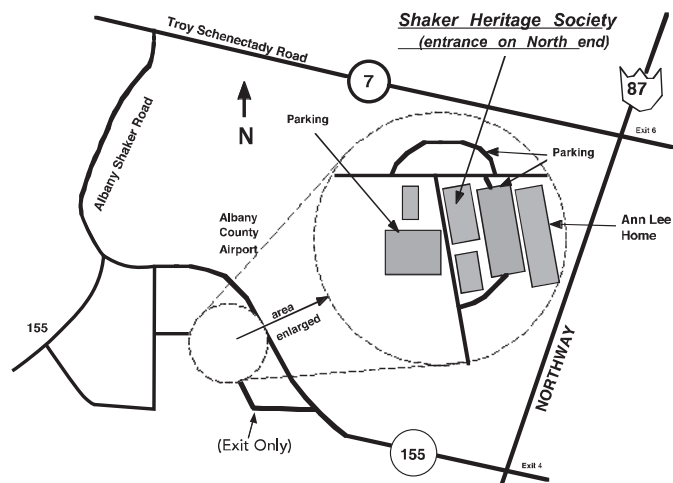 Troy Schenectady Road
Shaker Heritage Society
(entrance on North end)
7
87
Exit 6
N
Albany Shaker Road
Parking
Parking
Ann Lee
Home
Albany
County
Airport
area
enlarged
155
NORTHWAY
(Exit Only)
155
Exit 4